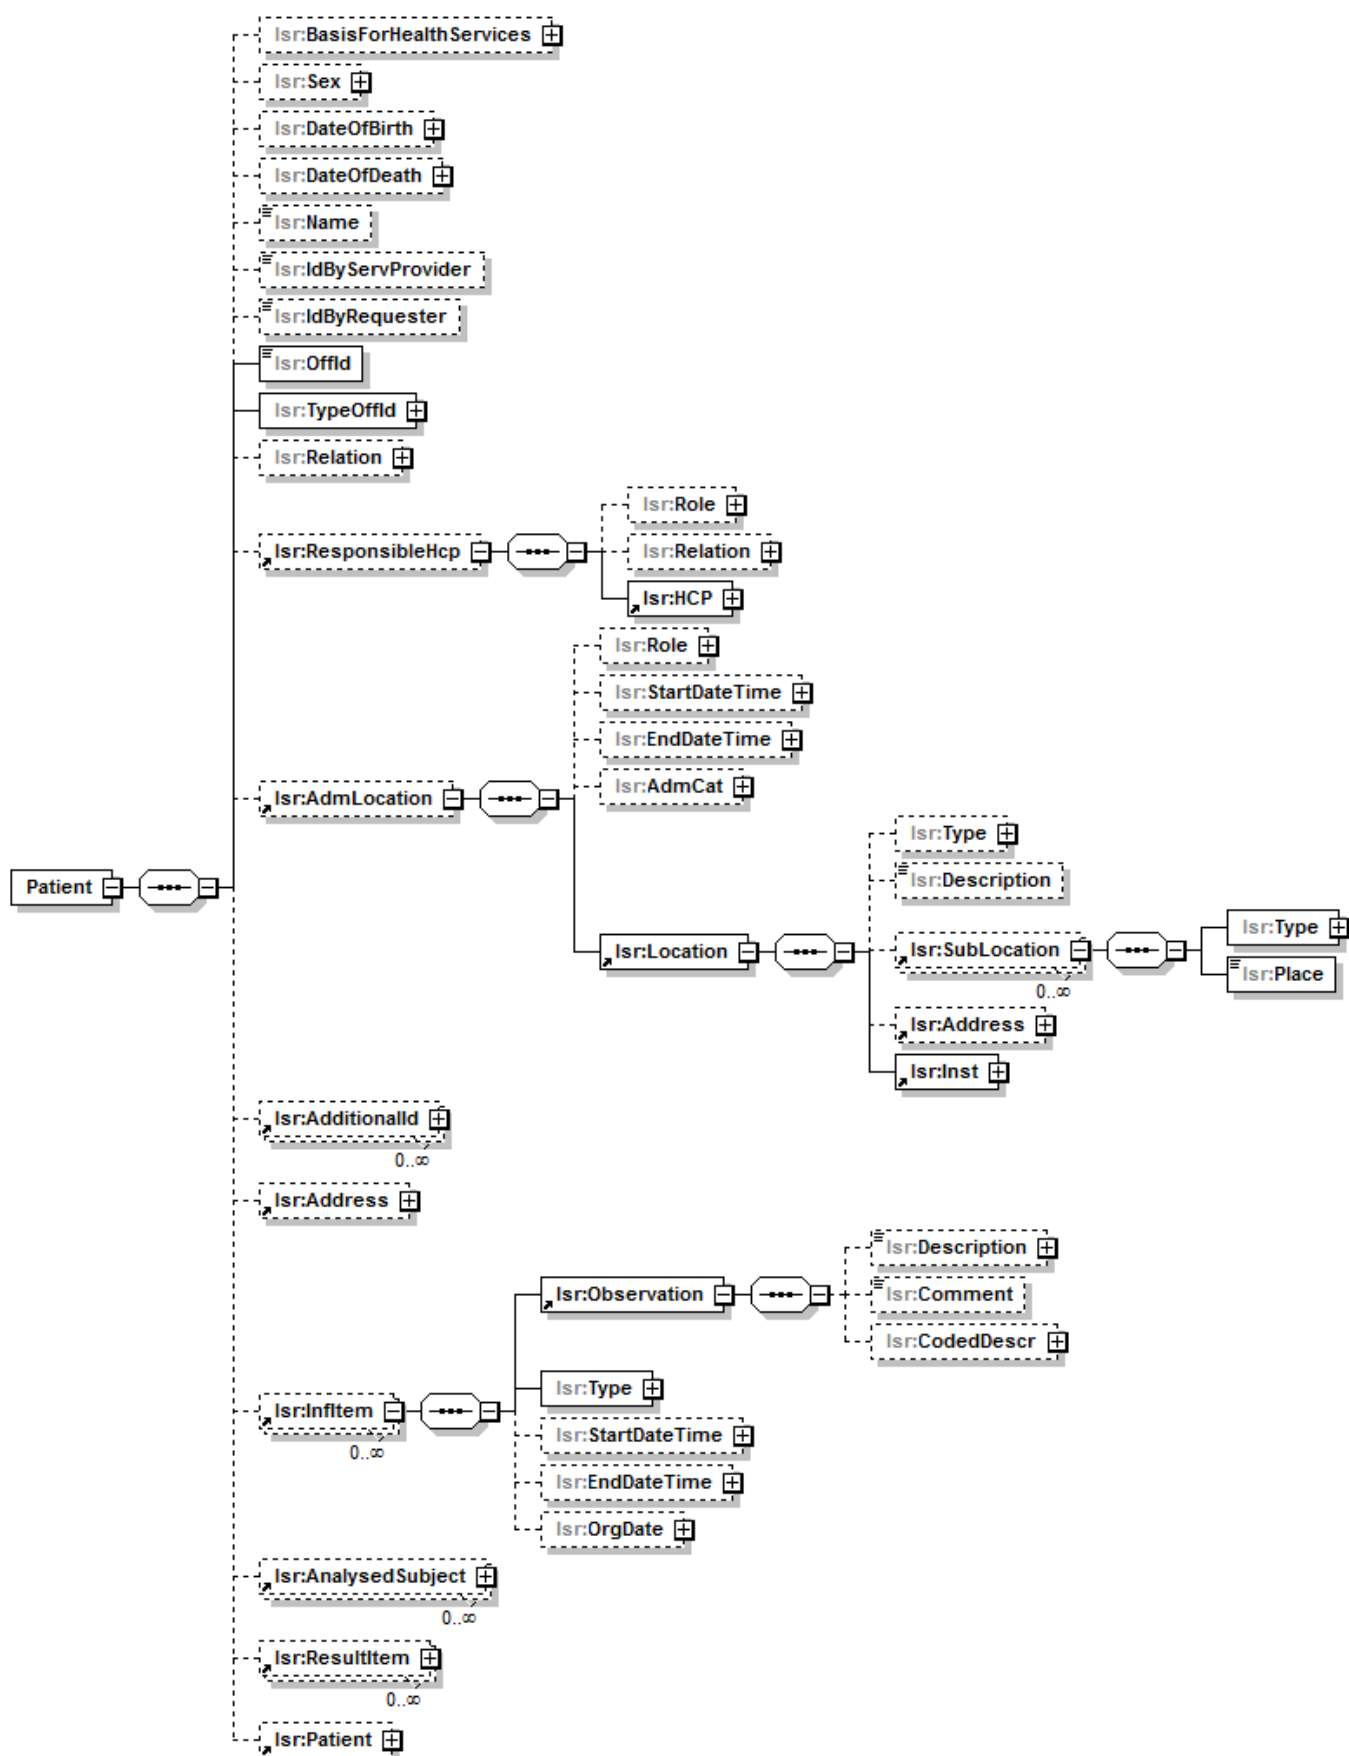 lsr:BasisForHealthServices
lsr:Sex
lsr:DateOfBirth
lsr:DateOfDeath
lsr:Name
lsr:IdByServProvider
lsr:IdByRequester
lsr:OffId
lsr:TypeOffId
lsr:Relation
lsr:Role
lsr:ResponsibleHcp
lsr:Relation
lsr:HCP
lsr:Role
lsr:StartDateTime
lsr:EndDateTime
lsr:AdmCat
lsr:AdmLocation
lsr:Type
Patient
lsr:Description
lsr:Type
lsr:Location
lsr:SubLocation
0..∞
lsr:Place
lsr:Address
lsr:Inst
lsr:AdditionalId
0..∞
lsr:Address
lsr:Description
lsr:Observation
lsr:Comment
lsr:CodedDescr
lsr:Type
lsr:InfItem
0..∞
lsr:StartDateTime
lsr:EndDateTime
lsr:OrgDate
lsr:AnalysedSubject
0..∞
lsr:ResultItem
0..∞
lsr:Patient